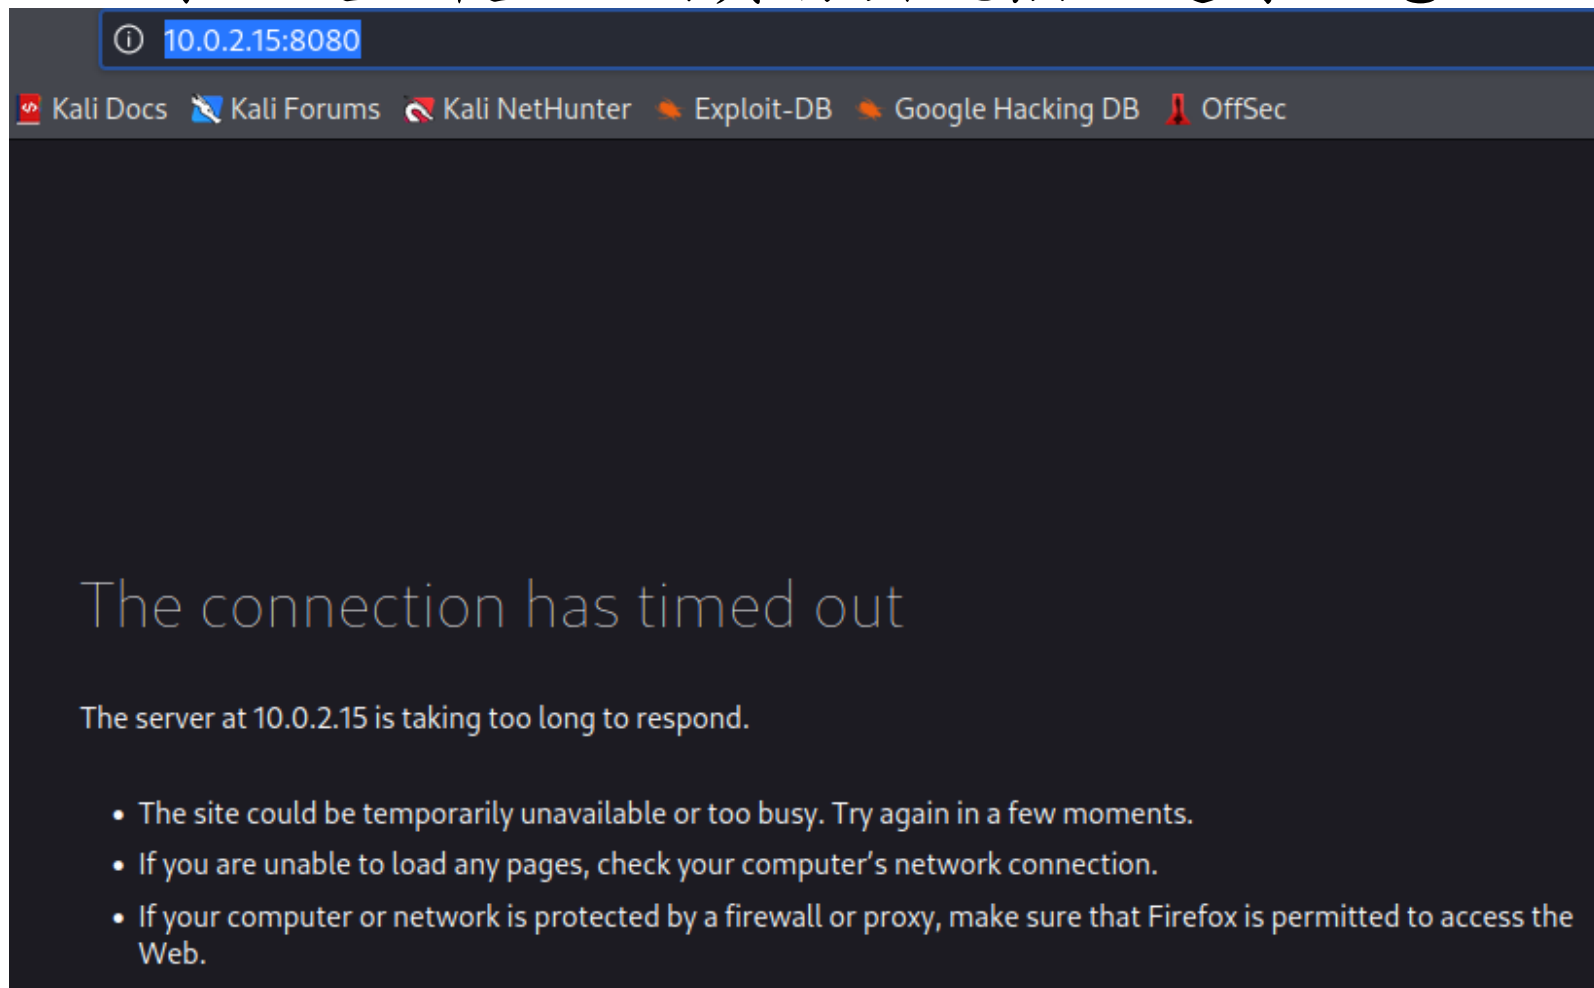 10.0.2.15:8080
Kali Docs Kali Forums Kali NetHunter Exploit-DB Google Hacking DB OffSec
The connection has timed out
The server at 10.0.2.15 is taking too long to respond.
• The site could be temporarily unavailable or too busy. Try again in a few moments.
• If you are unable to load any pages, check your computer’s network connection.
• If your computer or network is protected by a firewall or proxy, make sure that Firefox is permitted to access the
Web.